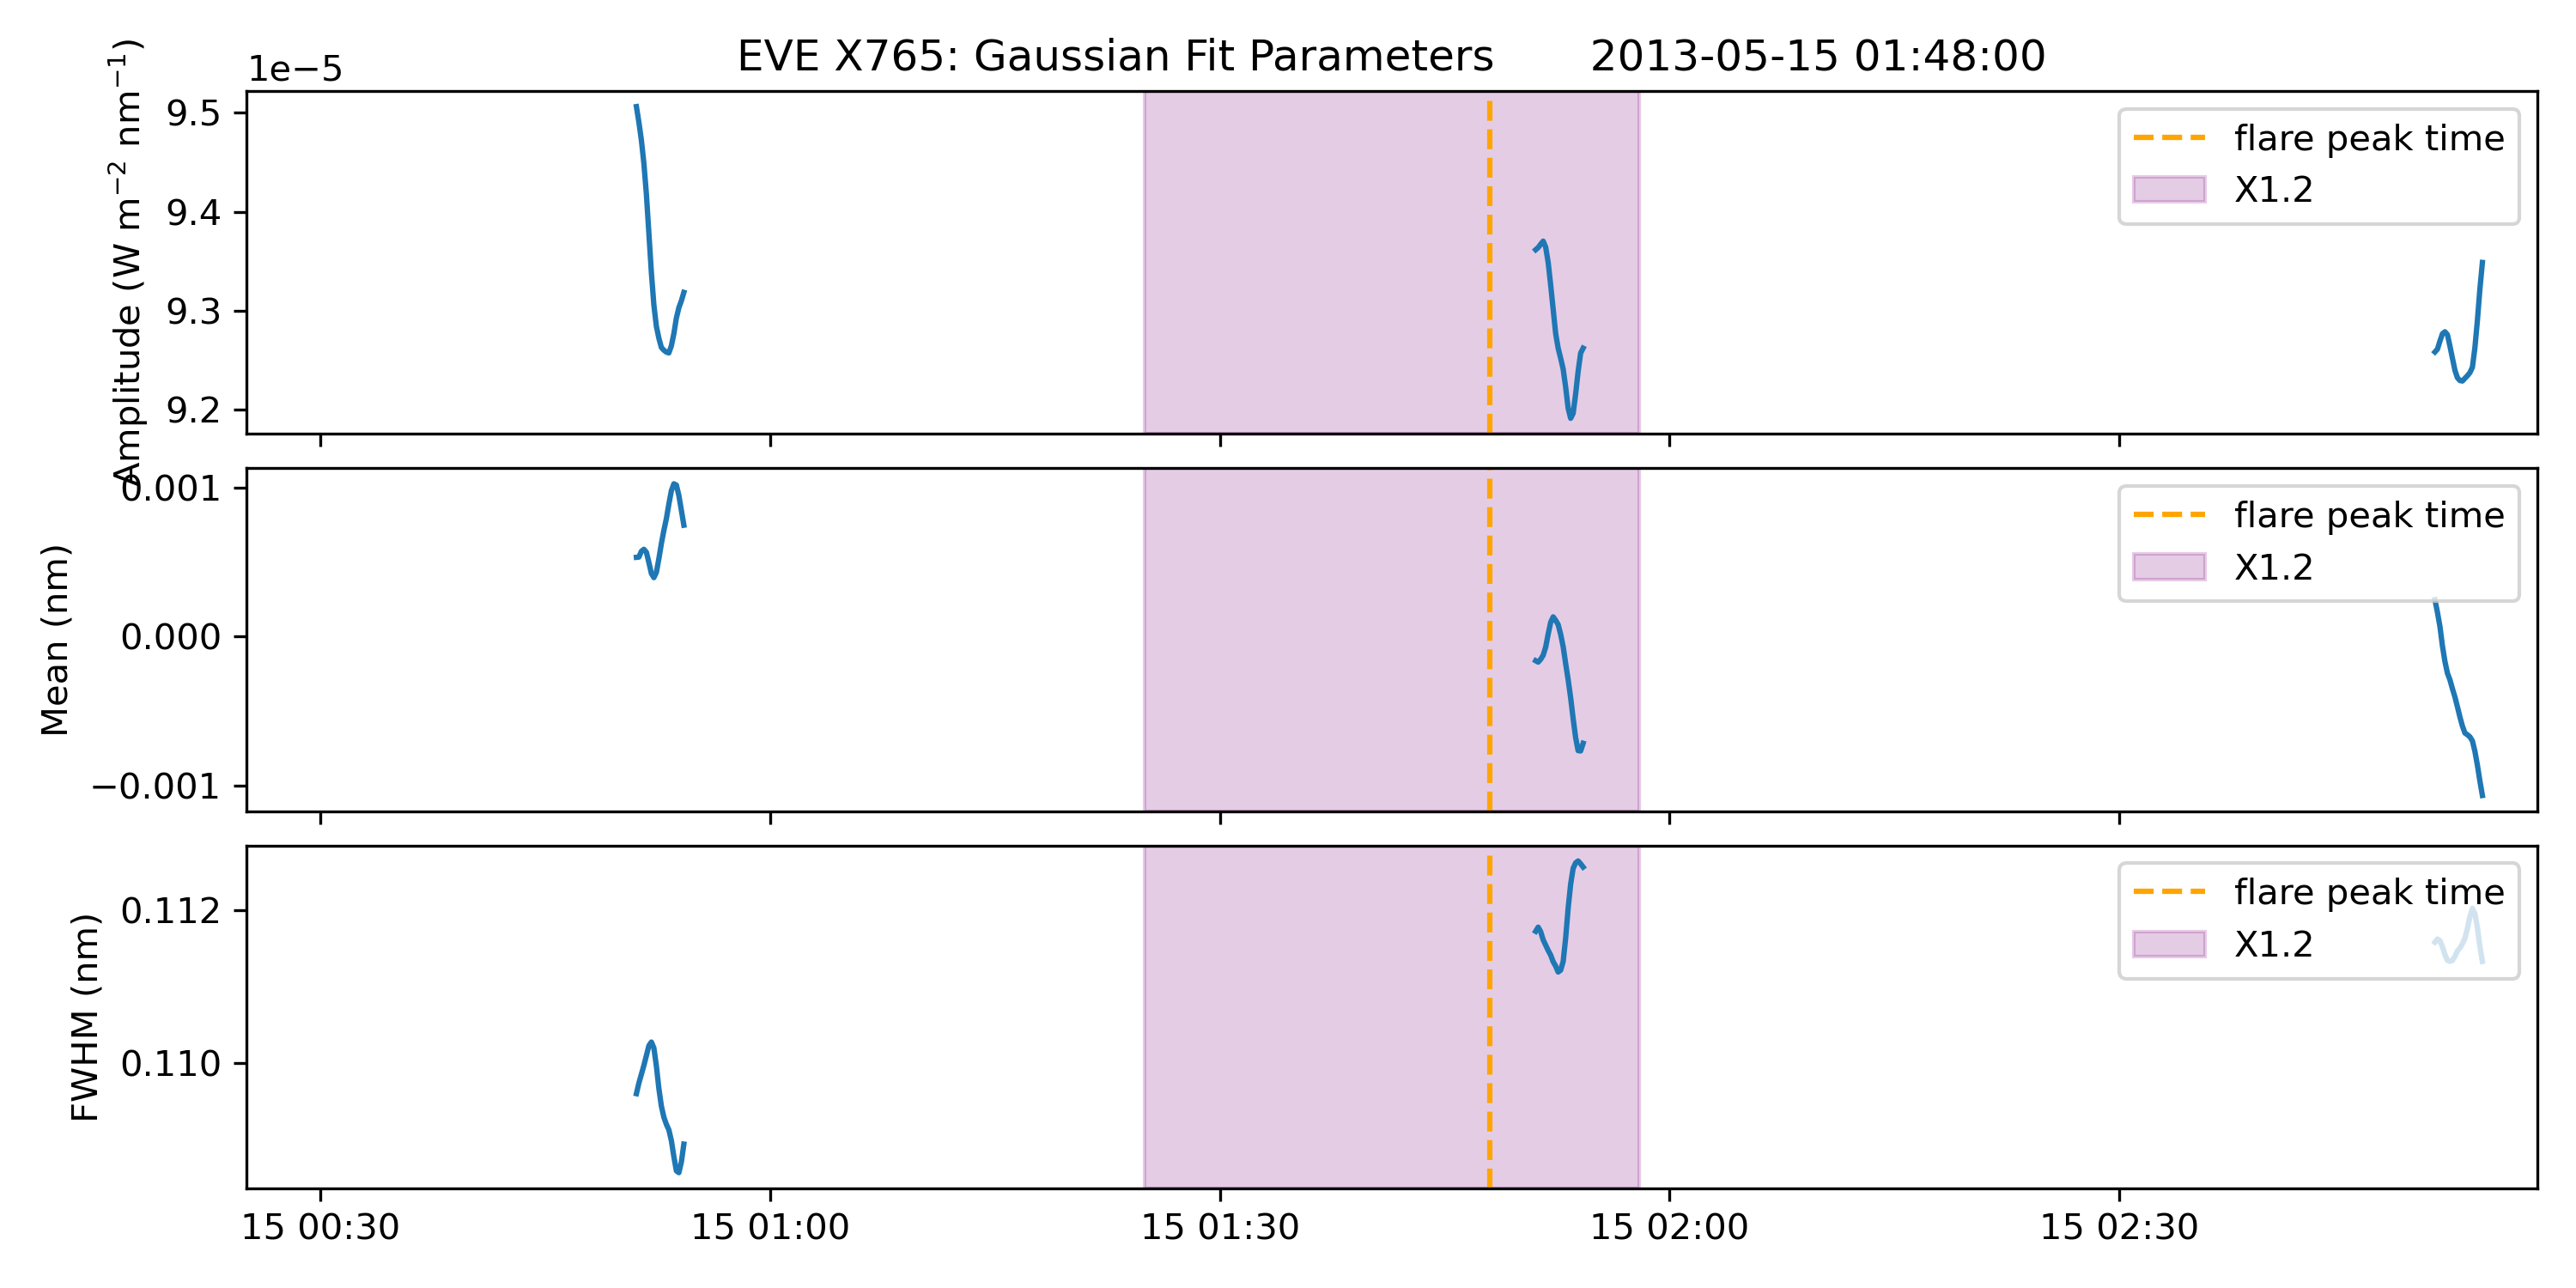 EVE X765: Gaussian Fit Parameters 2013-05-15 01:48:00
1e−5
Amplitude (W m⁻² nm⁻¹)
9.5
9.4
9.3
9.2
flare peak time
X1.2
Mean (nm)
0.001
0.000
−0.001
flare peak time
X1.2
FWHM (nm)
0.112
0.110
flare peak time
X1.2
15 00:30
15 01:00
15 01:30
15 02:00
15 02:30